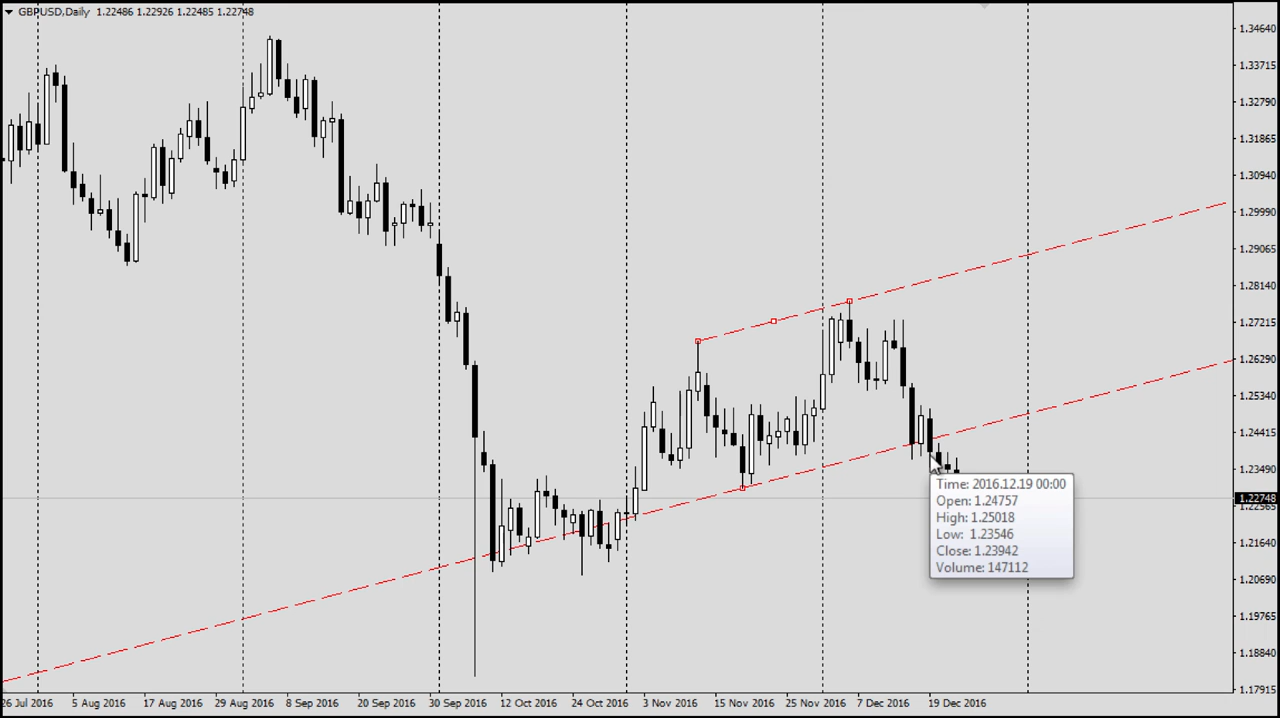 GBPUSD,Daily 1.22486 1.22926 1.22485 1.22748
1.34640
1.33715
1.32790
1.31865
1.30940
1.29990
1.29065
1.28140
1.27215
1.26290
1.25340
1.24415
1.23490
1.22748
1.22565
1.21640
1.20690
1.19765
1.18840
1.17915
Time: 2016.12.19 00:00
Open: 1.24757
High: 1.25018
Low: 1.23546
Close: 1.23942
Volume: 147112
26 Jul 2016 5 Aug 2016 17 Aug 2016 29 Aug 2016 8 Sep 2016 20 Sep 2016 30 Sep 2016 12 Oct 2016 24 Oct 2016 3 Nov 2016 15 Nov 2016 25 Nov 2016 7 Dec 2016 19 Dec 2016